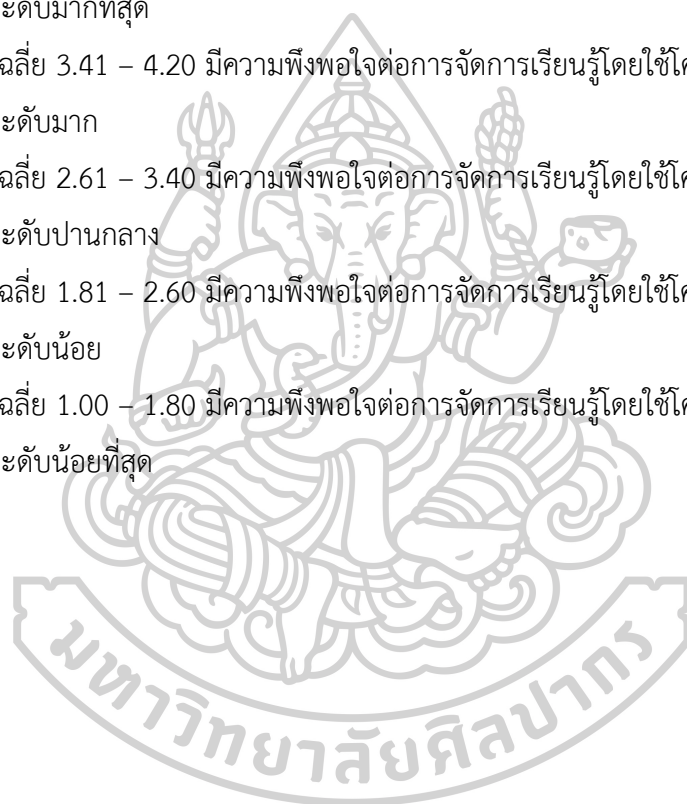 ะดับมากที่สุด
ฉลี่ย 3.41 – 4.20 มีความพึงพอใจต่อการจัดการเรียนรู้โดยใช้โค
ะดับมาก
ฉลี่ย 2.61 – 3.40 มีความพึงพอใจต่อการจัดการเรียนรู้โดยใช้โค
ะดับปานกลาง
ฉลี่ย 1.81 – 2.60 มีความพึงพอใจต่อการจัดการเรียนรู้โดยใช้โค
ะดับน้อย
ฉลี่ย 1.00 – 1.80 มีความพึงพอใจต่อการจัดการเรียนรู้โดยใช้โค
ะดับน้อยที่สุด
มหาวิทยาลัยศิลปากร